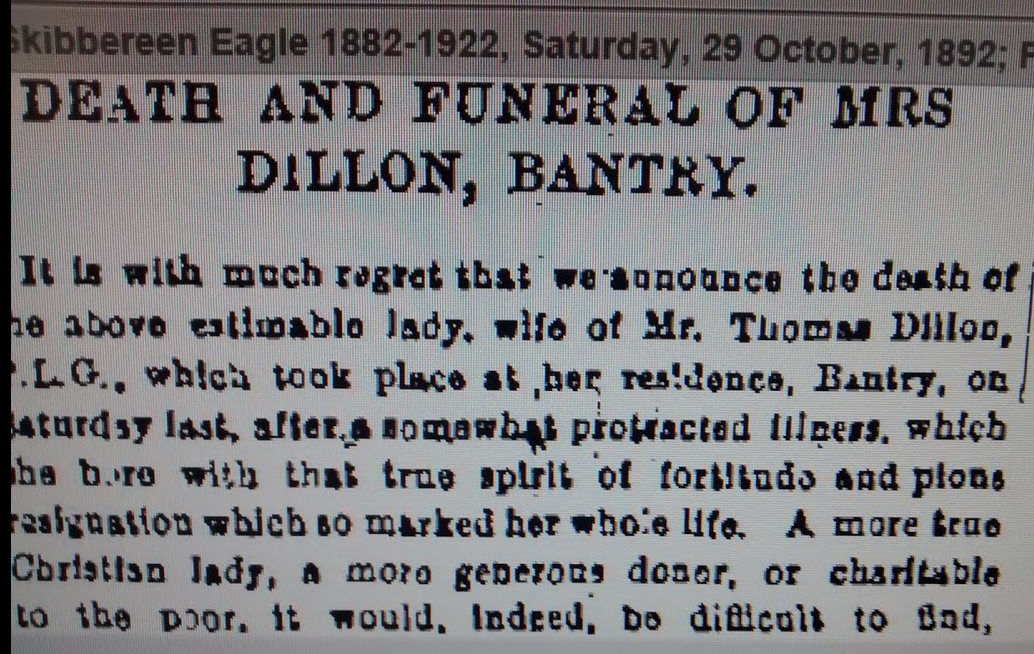 Skibbereen Eagle 1882-1922, Saturday, 29 October, 1892;
DEATH AND FUNERAL OF MRS
DILLON, BANTRY.
It is with much regret that we announce the death of
he above estimable lady, wife of Mr. Thomas Dillon,
.L.G., which took place at her residence, Bantry, on
aturday last, after a somewhat protracted illness, which
he bore with that true spirit of fortitude and pious
resignation which so marked her whole life. A more true
Christian lady, a more generous donor, or charitable
to the poor, it would, indeed, be difficult to find,